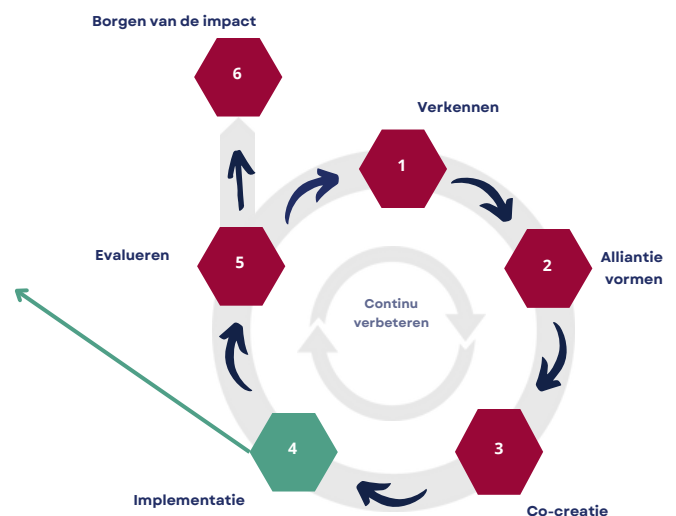 Borgen van de impact
6
Verkennen
1
Alliantie
vormen
2
Evalueren
5
Continu
verbeteren
4
3
Implementatie
Co-creatie